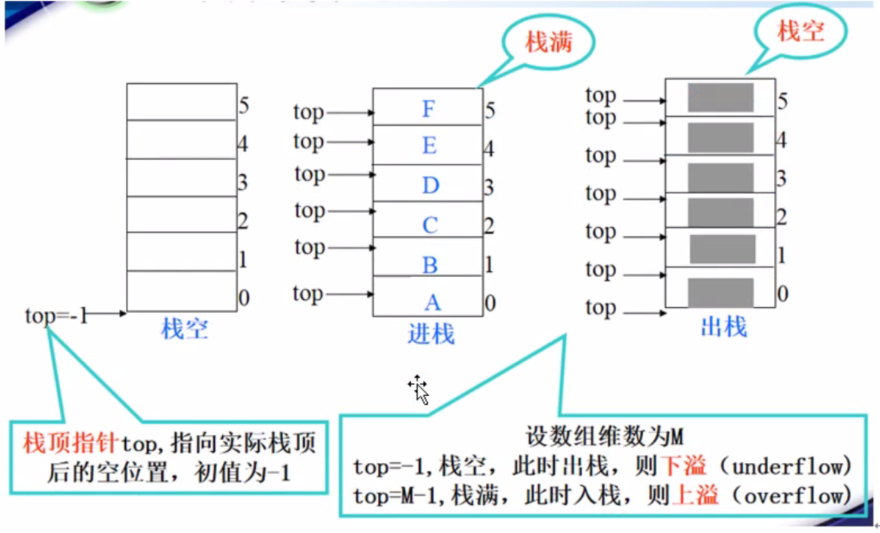 栈满
栈空
5
4
3
2
1
0
top=-1
栈空
top
top
top
top
top
top
F
E
D
C
B
A
5
4
3
2
1
0
进栈
top
top
top
top
top
top
top
5
4
3
2
1
0
出栈
栈顶指针top,指向实际栈顶
后的空位置，初值为-1
设数组维数为M
top=-1,栈空，此时出栈，则下溢（underflow)
top=M-1,栈满，此时入栈，则上溢（overflow)